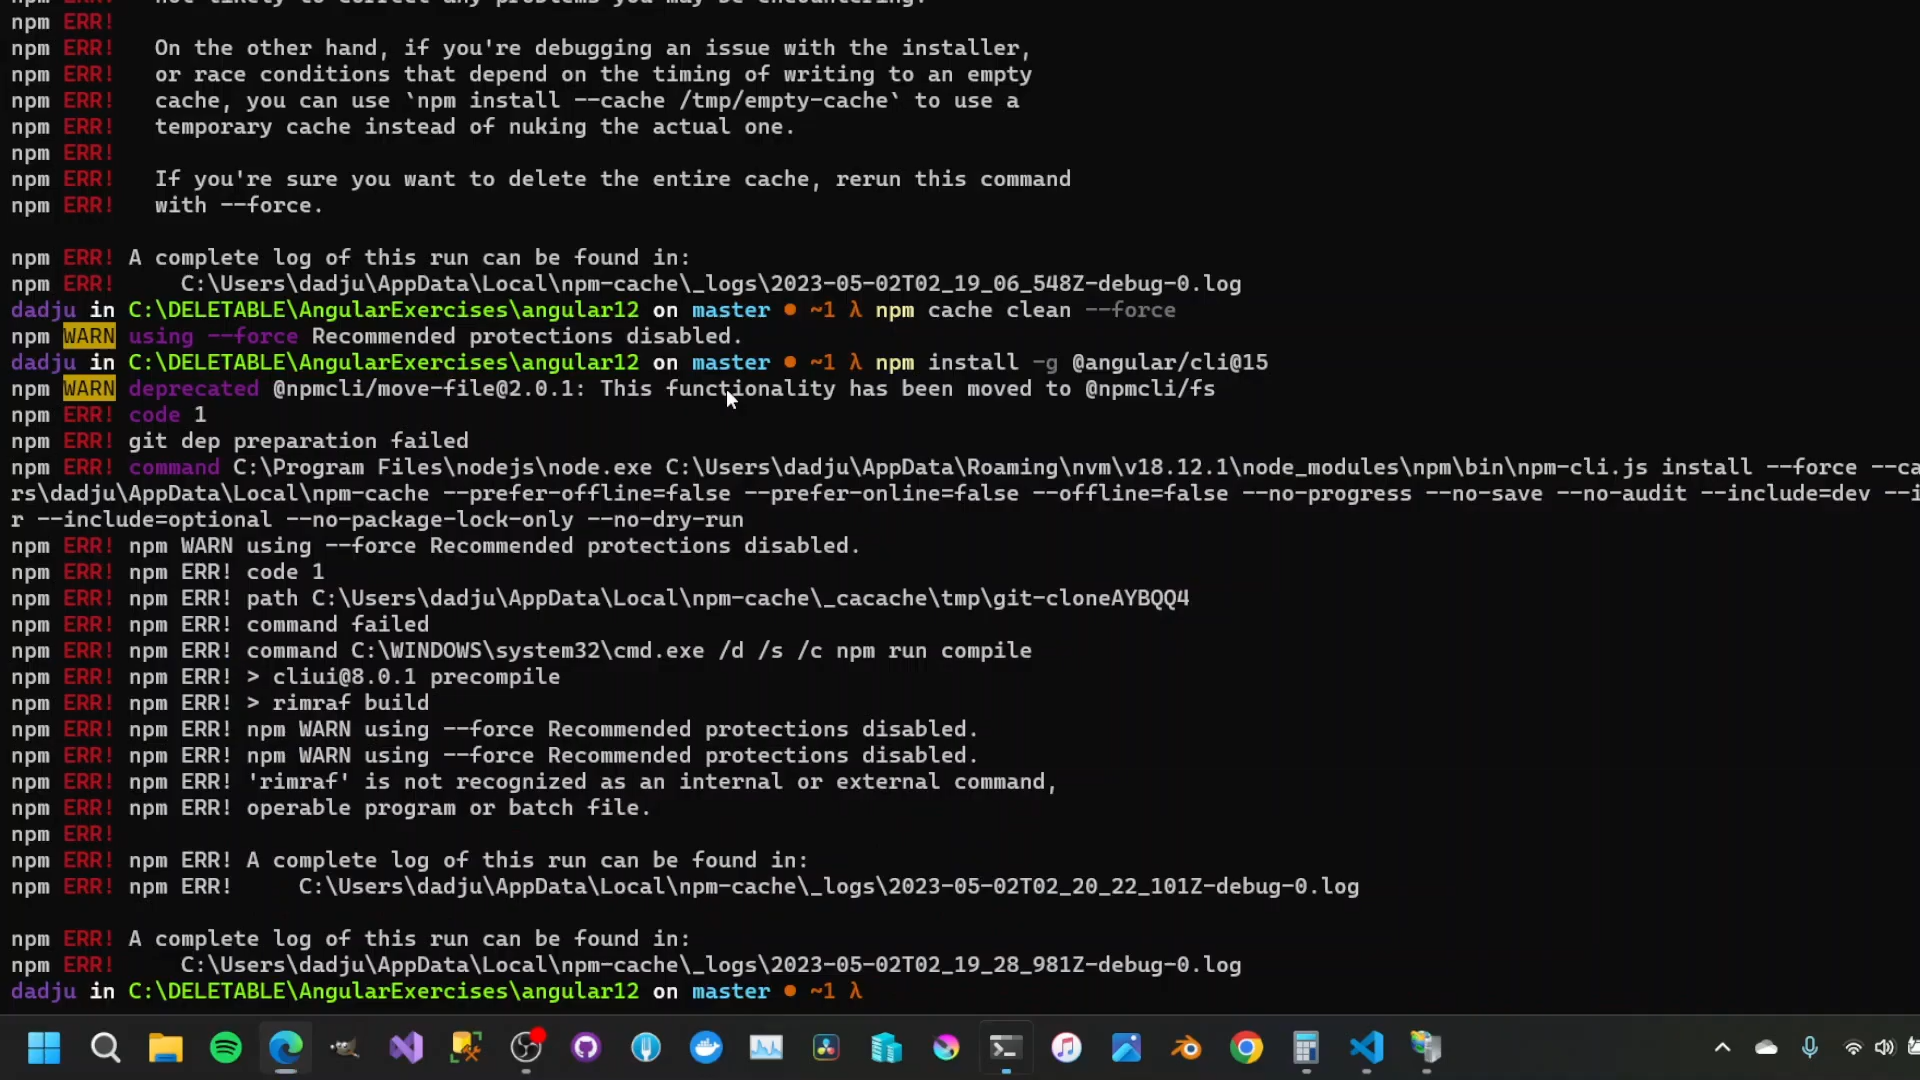 npm ERR! not likely to correct any problems you may be encountering.
npm ERR!
npm ERR! On the other hand, if you're debugging an issue with the installer,
npm ERR! or race conditions that depend on the timing of writing to an empty
npm ERR! cache, you can use `npm install --cache /tmp/empty-cache` to use a
npm ERR! temporary cache instead of nuking the actual one.
npm ERR!
npm ERR! If you're sure you want to delete the entire cache, rerun this command
npm ERR! with --force.
npm ERR! A complete log of this run can be found in:
npm ERR! C:\Users\dadju\AppData\Local\npm-cache\_logs\2023-05-02T02_19_06_548Z-debug-0.log
dadju in C:\DELETABLE\AngularExercises\angular12 on master ● ~1 λ npm cache clean --force
npm WARN using --force Recommended protections disabled.
dadju in C:\DELETABLE\AngularExercises\angular12 on master ● ~1 λ npm install -g @angular/cli@15
npm WARN deprecated @npmcli/move-file@2.0.1: This functionality has been moved to @npmcli/fs
npm ERR! code 1
npm ERR! git dep preparation failed
npm ERR! command C:\Program Files\nodejs\node.exe C:\Users\dadju\AppData\Roaming\nvm\v18.12.1\node_modules\npm\bin\npm-cli.js install --force --ca
rs\dadju\AppData\Local\npm-cache --prefer-offline=false --prefer-online=false --offline=false --no-progress --no-save --no-audit --include=dev --i
r --include=optional --no-package-lock-only --no-dry-run
npm ERR! npm WARN using --force Recommended protections disabled.
npm ERR! npm ERR! code 1
npm ERR! npm ERR! path C:\Users\dadju\AppData\Local\npm-cache\_cacache\tmp\git-cloneAYBQQ4
npm ERR! npm ERR! command failed
npm ERR! npm ERR! command C:\WINDOWS\system32\cmd.exe /d /s /c npm run compile
npm ERR! npm ERR! > cliui@8.0.1 precompile
npm ERR! npm ERR! > rimraf build
npm ERR! npm ERR! npm WARN using --force Recommended protections disabled.
npm ERR! npm ERR! npm WARN using --force Recommended protections disabled.
npm ERR! npm ERR! 'rimraf' is not recognized as an internal or external command,
npm ERR! npm ERR! operable program or batch file.
npm ERR!
npm ERR! npm ERR! A complete log of this run can be found in:
npm ERR! npm ERR! C:\Users\dadju\AppData\Local\npm-cache\_logs\2023-05-02T02_20_22_101Z-debug-0.log
npm ERR! A complete log of this run can be found in:
npm ERR! C:\Users\dadju\AppData\Local\npm-cache\_logs\2023-05-02T02_19_28_981Z-debug-0.log
dadju in C:\DELETABLE\AngularExercises\angular12 on master ● ~1 λ